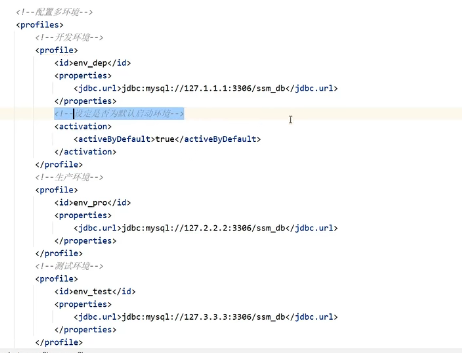 <!--配置多环境-->
<profiles>
<!--开发环境-->
<profile>
<id>env_dep</id>
<properties>
<jdbc.url>jdbc:mysql://127.1.1.1:3306/ssm_db</jdbc.url>
</properties>
<!--设定是否为默认启动环境-->
<activation>
<activeByDefault>true</activeByDefault>
</activation>
</profile>
<!--生产环境-->
<profile>
<id>env_pro</id>
<properties>
<jdbc.url>jdbc:mysql://127.2.2.2:3306/ssm_db</jdbc.url>
</properties>
</profile>
<!--测试环境-->
<profile>
<id>env_test</id>
<properties>
<jdbc.url>jdbc:mysql://127.3.3.3:3306/ssm_db</jdbc.url>
</properties>
</profile>